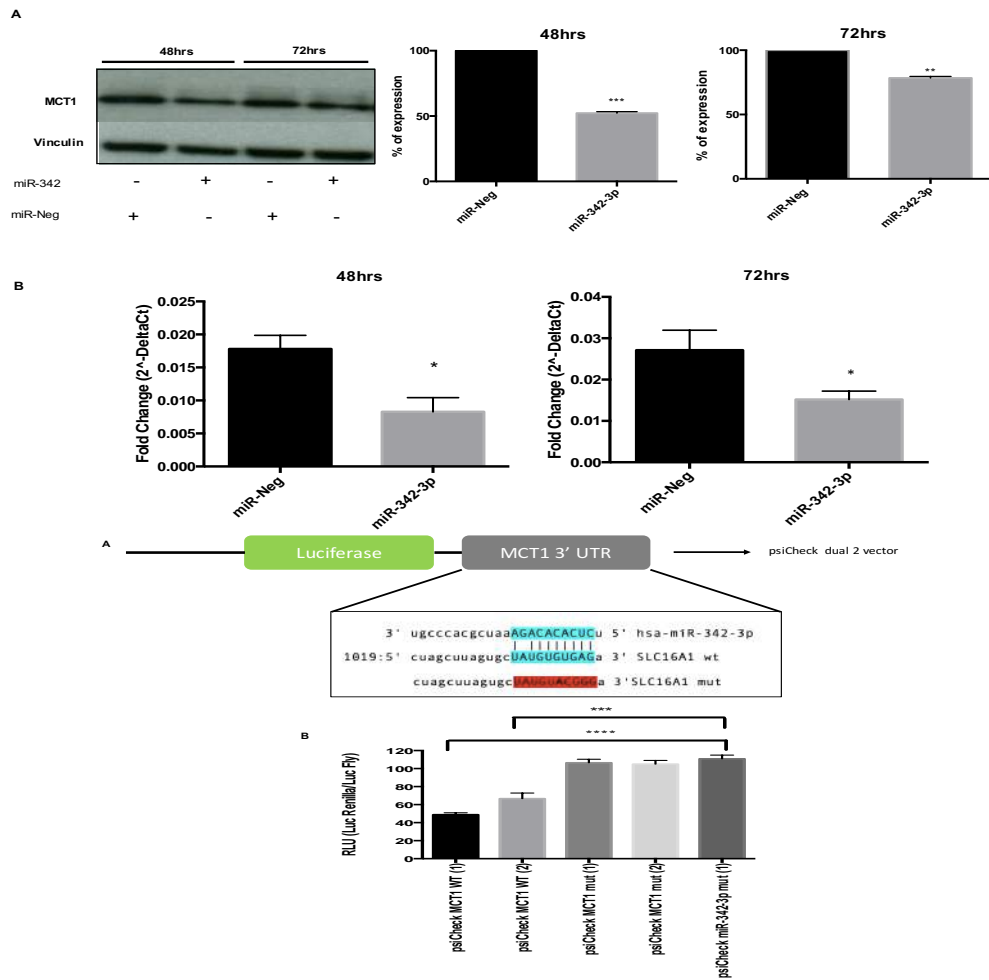 A
48hrs 72hrs
MCT1
Vinculin
miR-342 - + - +
miR-Neg + - + -
48hrs
% of expression
100
50
0
***
miR-Neg
miR-342-3p
72hrs
% of expression
100
50
0
**
miR-Neg
miR-342-3p
B
48hrs
Fold Change (2^-DeltaCt)
0.025
0.020
0.015
0.010
0.005
0.000
*
miR-Neg
miR-342-3p
72hrs
Fold Change (2^-DeltaCt)
0.04
0.03
0.02
0.01
0.00
*
miR-Neg
miR-342-3p
A
Luciferase
MCT1 3' UTR
psiCheck dual 2 vector
3' ugcccacgcuaaAGACACACUCu 5' hsa-miR-342-3p
1019:5' cuagcuuagugcUAUGUGUGAGa 3' SLC16A1 wt
cuagcuuagugcUAUGUACGGGa 3'SLC16A1 mut
***
****
B
RLU (Luc Renilla/Luc Fly)
120
100
80
60
40
20
0
psiCheck MCT1 WT (1)
psiCheck MCT1 WT (2)
psiCheck MCT1 mut (1)
psiCheck MCT1 mut (2)
psiCheck miR-342-3p mut (1)